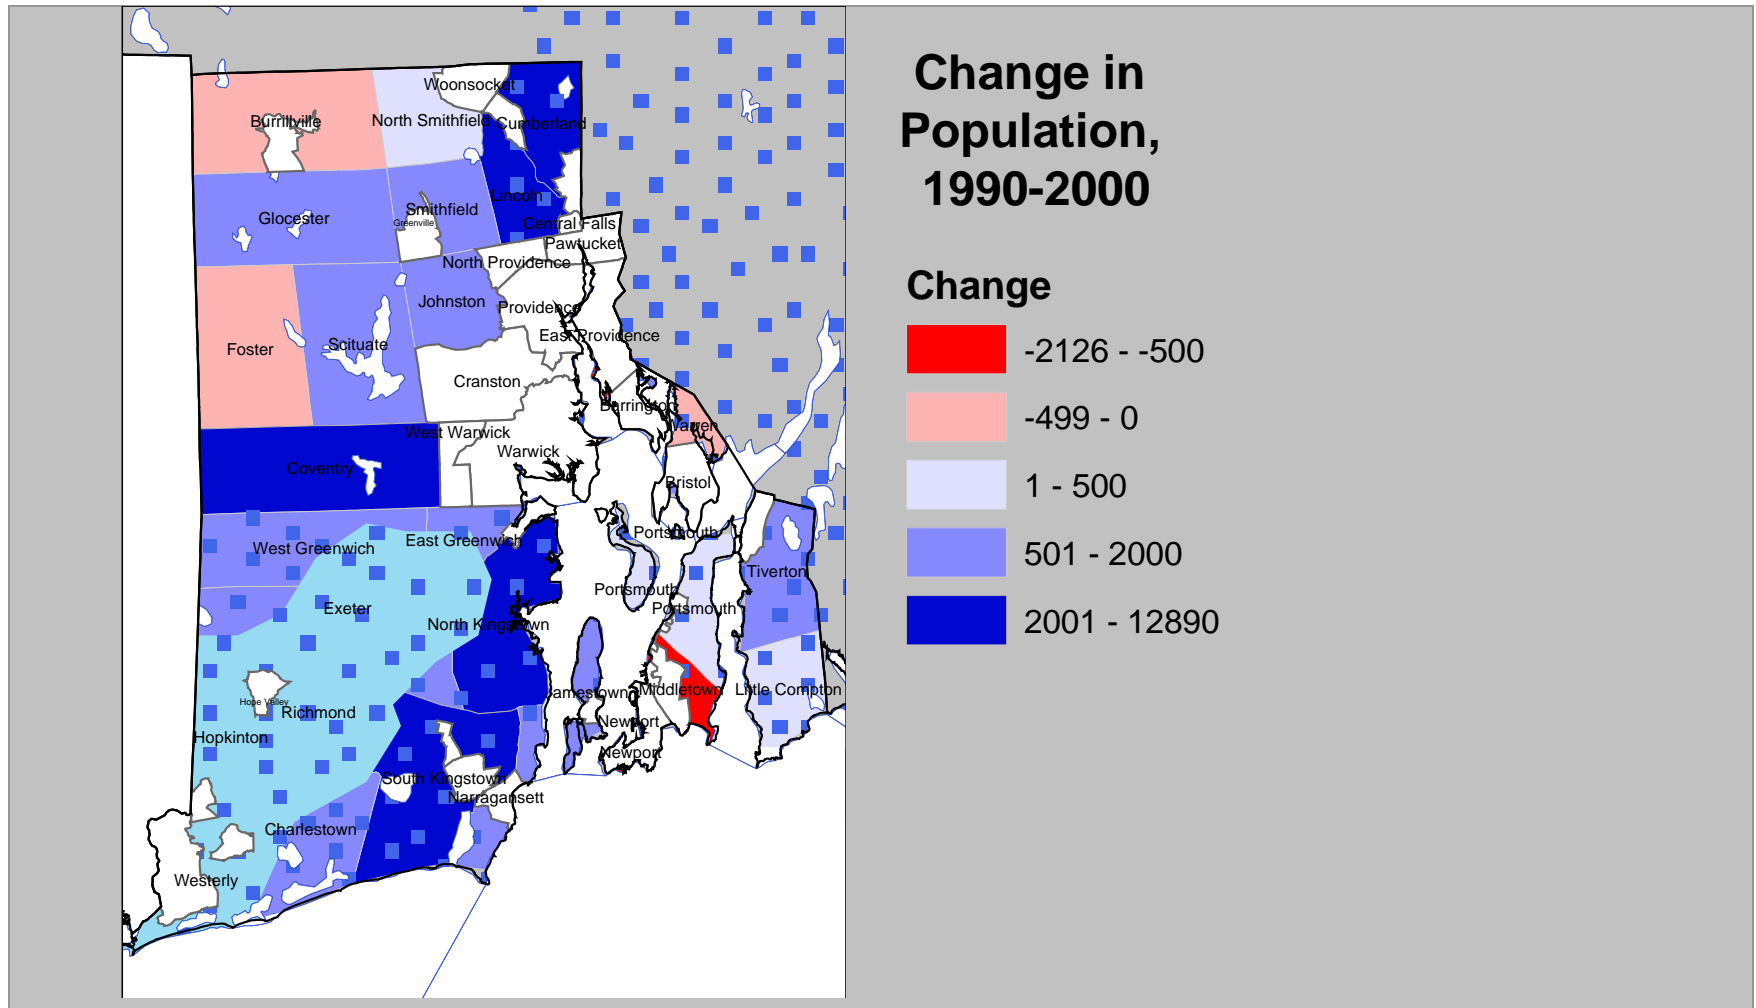 Change in
Population,
1990-2000
Change
-2126 - -500
-499 - 0
1 - 500
501 - 2000
2001 - 12890
Woonsocket
Burrillville
North Smithfield
Cumberland
Lincoln
Smithfield
Glocester
Greenville
Central Falls
Pawtucket
North Providence
Johnston
Providence
East Providence
Foster
Scituate
Cranston
Barrington
Warren
West Warwick
Warwick
Coventry
Bristol
Portsmouth
East Greenwich
West Greenwich
Tiverton
Portsmouth
Exeter
Portsmouth
North Kingstown
Jamestown
Middletown
Little Compton
Hope Valley
Richmond
Newport
Hopkinton
Newport
South Kingstown
Narragansett
Charlestown
Westerly